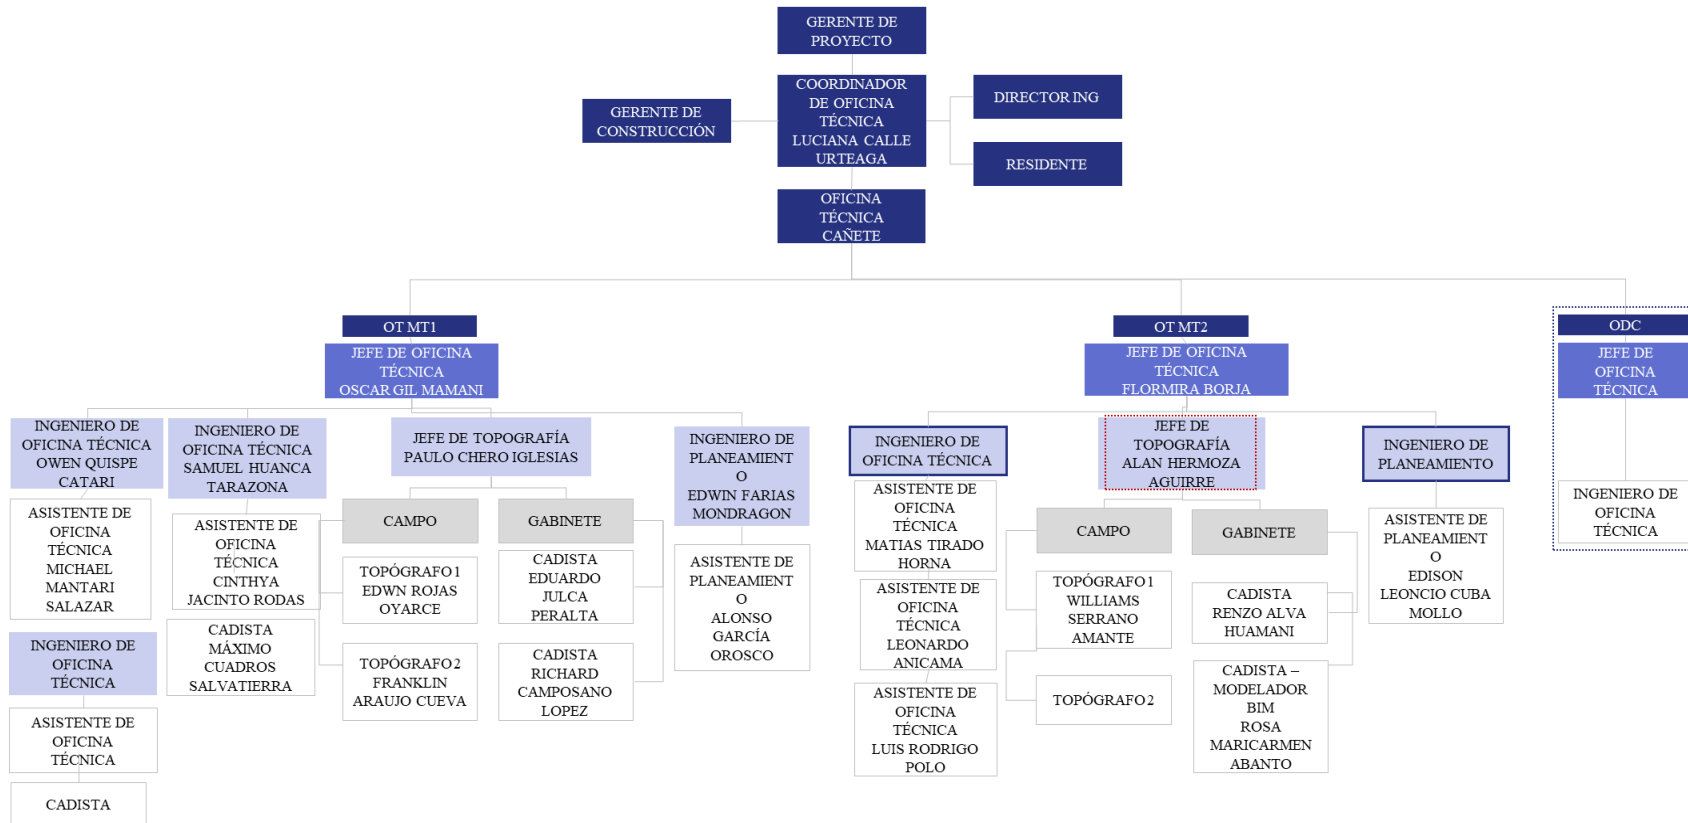 GERENTE DE
PROYECTO
COORDINADOR
DE OFICINA
TÉCNICA
LUCIANA CALLE
URTEAGA
GERENTE DE
CONSTRUCCIÓN
DIRECTOR ING
RESIDENTE
OFICINA
TÉCNICA
CAÑETE
OT MT1
JEFE DE OFICINA
TÉCNICA
OSCAR GIL MAMANI
INGENIERO DE
OFICINA TÉCNICA
OWEN QUISPE
CATARI
ASISTENTE DE
OFICINA
TÉCNICA
MICHAEL
MANTARI
SALAZAR
INGENIERO DE
OFICINA
TÉCNICA
ASISTENTE DE
OFICINA
TÉCNICA
CADISTA
INGENIERO DE
OFICINA TÉCNICA
SAMUEL HUANCA
TARAZONA
ASISTENTE DE
OFICINA
TÉCNICA
CINTHYA
JACINTO RODAS
CADISTA
MÁXIMO
CUADROS
SALVATIERRA
JEFE DE TOPOGRAFÍA
PAULO CHERO IGLESIAS
CAMPO
TOPÓGRAFO 1
EDWN ROJAS
OYARCE
TOPÓGRAFO 2
FRANKLIN
ARAUJO CUEVA
GABINETE
CADISTA
EDUARDO
JULCA
PERALTA
CADISTA
RICHARD
CAMPOSANO
LOPEZ
INGENIERO DE
PLANEAMIENT
O
EDWIN FARIAS
MONDRAGON
ASISTENTE DE
PLANEAMIENT
O
ALONSO
GARCÍA
OROSCO
OT MT2
JEFE DE OFICINA
TÉCNICA
FLORMIRA BORJA
INGENIERO DE
OFICINA TÉCNICA
ASISTENTE DE
OFICINA
TÉCNICA
MATIAS TIRADO
HORNA
ASISTENTE DE
OFICINA
TÉCNICA
LEONARDO
ANICAMA
ASISTENTE DE
OFICINA
TÉCNICA
LUIS RODRIGO
POLO
JEFE DE
TOPOGRAFÍA
ALAN HERMOZA
AGUIRRE
CAMPO
TOPÓGRAFO 1
WILLIAMS
SERRANO
AMANTE
TOPÓGRAFO 2
GABINETE
CADISTA
RENZO ALVA
HUAMANI
CADISTA –
MODELADOR
BIM
ROSA
MARICARMEN
ABANTO
INGENIERO DE
PLANEAMIENTO
ASISTENTE DE
PLANEAMIENT
O
EDISON
LEONCIO CUBA
MOLLO
ODC
JEFE DE
OFICINA
TÉCNICA
INGENIERO DE
OFICINA
TÉCNICA